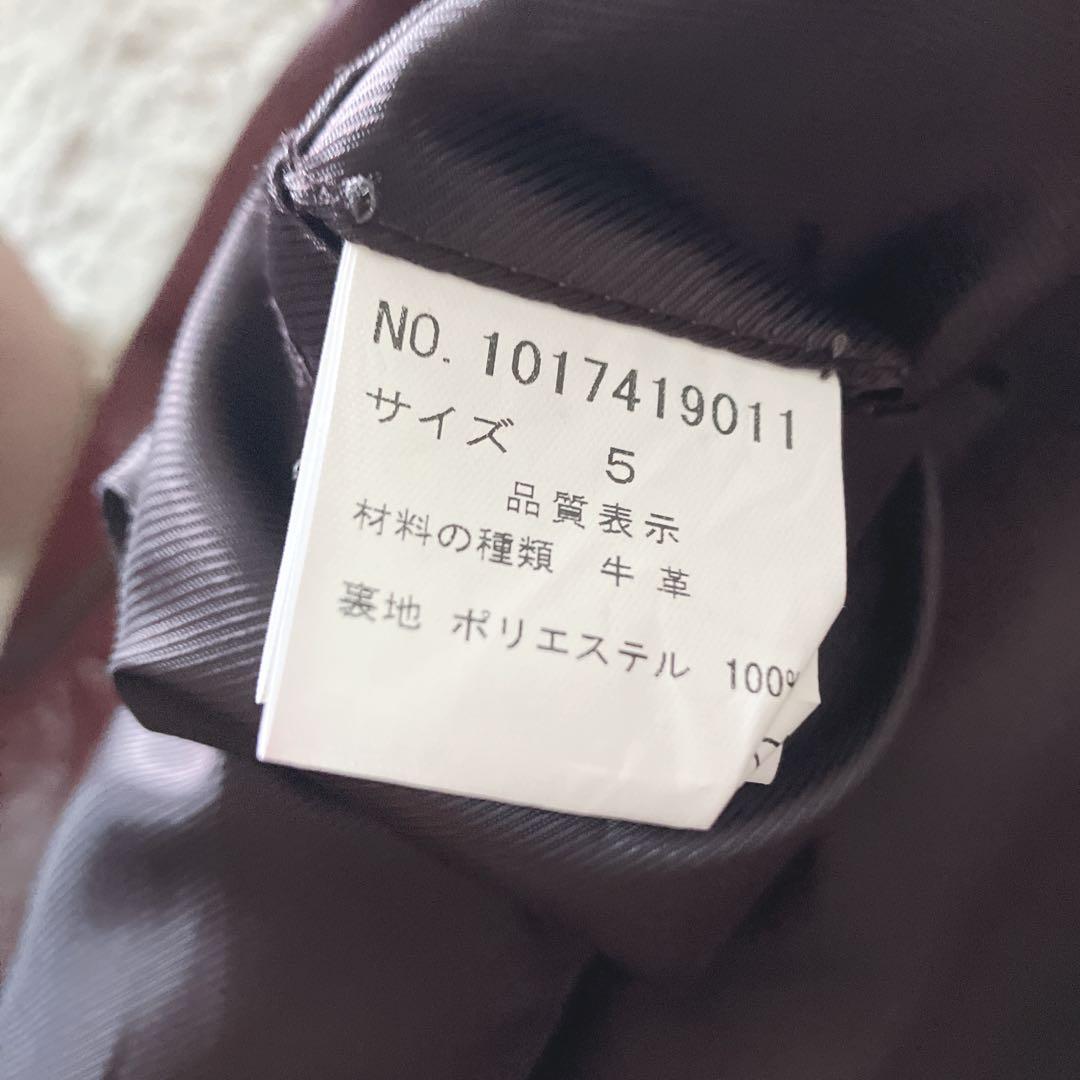 NO. 1017419011
サイズ 5
品質表示
材料の種類 牛革
裏地 ポリエステル 100%